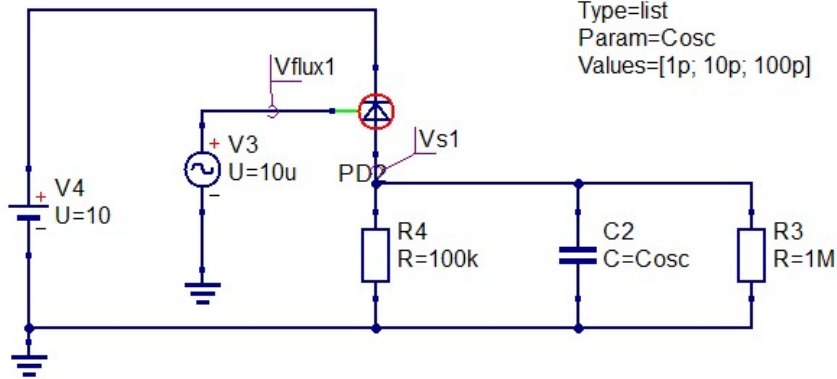 Type=list
Param=Cosc
Values=[1p; 10p; 100p]
Vflux1
+
V3
U=10u
−
Vs1
PD2
+
V4
U=10
−
R4
R=100k
C2
C=Cosc
R3
R=1M